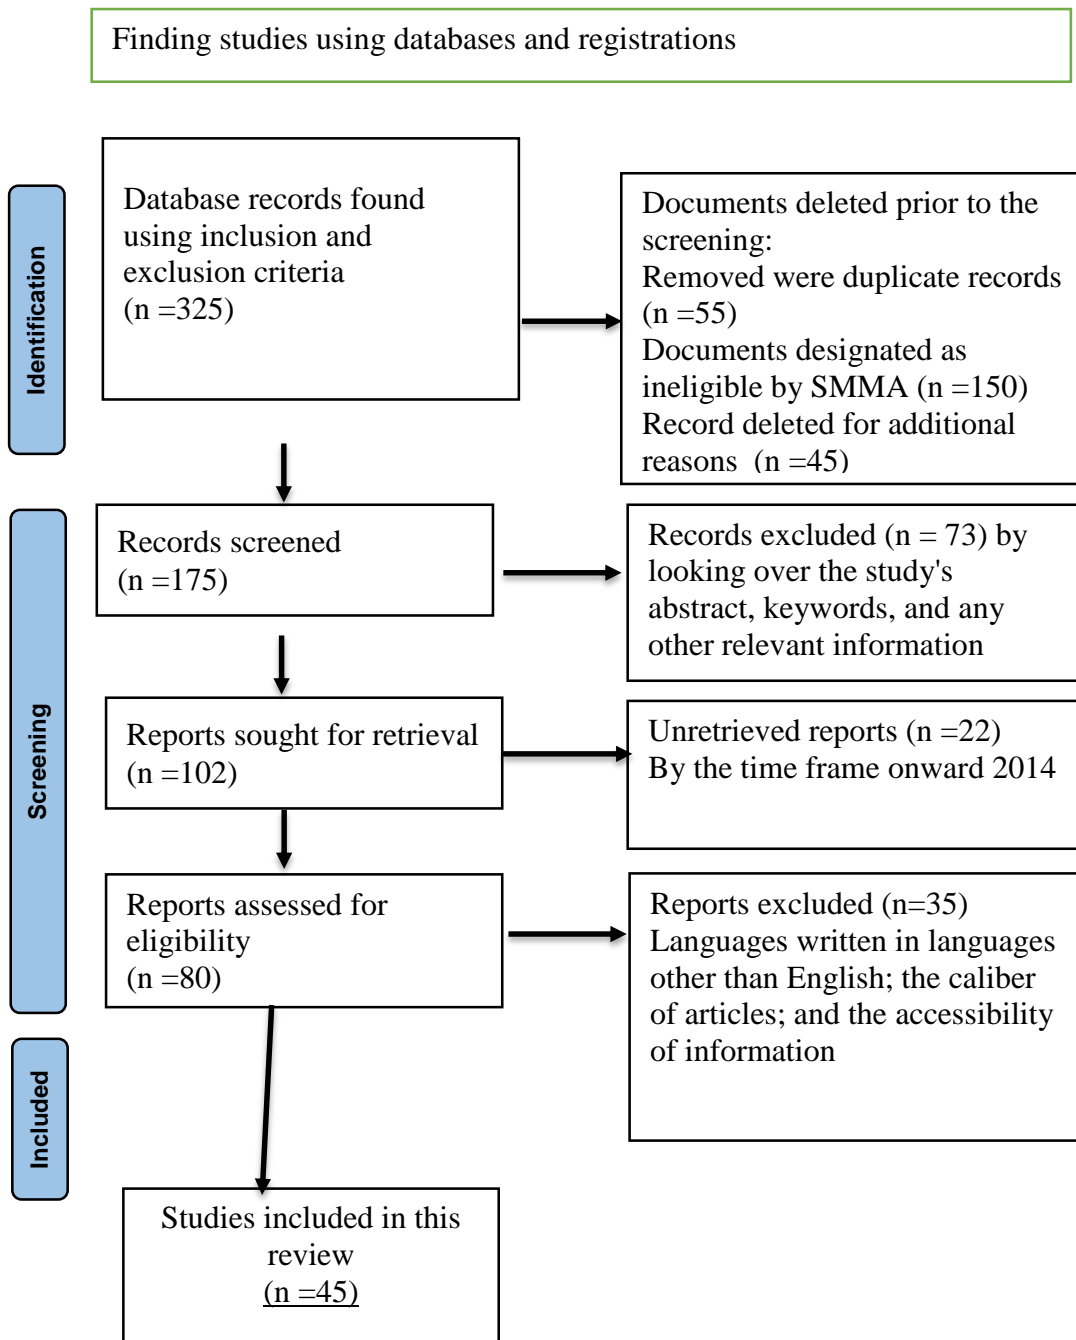 Finding studies using databases and registrations
Identification
Database records found
using inclusion and
exclusion criteria
(n =325)
Documents deleted prior to the
screening:
Removed were duplicate records
(n =55)
Documents designated as
ineligible by SMMA (n =150)
Record deleted for additional
reasons (n =45)
Screening
Records screened
(n =175)
Records excluded (n = 73) by
looking over the study's
abstract, keywords, and any
other relevant information
Reports sought for retrieval
(n =102)
Unretrieved reports (n =22)
By the time frame onward 2014
Reports assessed for
eligibility
(n =80)
Reports excluded (n=35)
Languages written in languages
other than English; the caliber
of articles; and the accessibility
of information
Included
Studies included in this
review
(n =45)